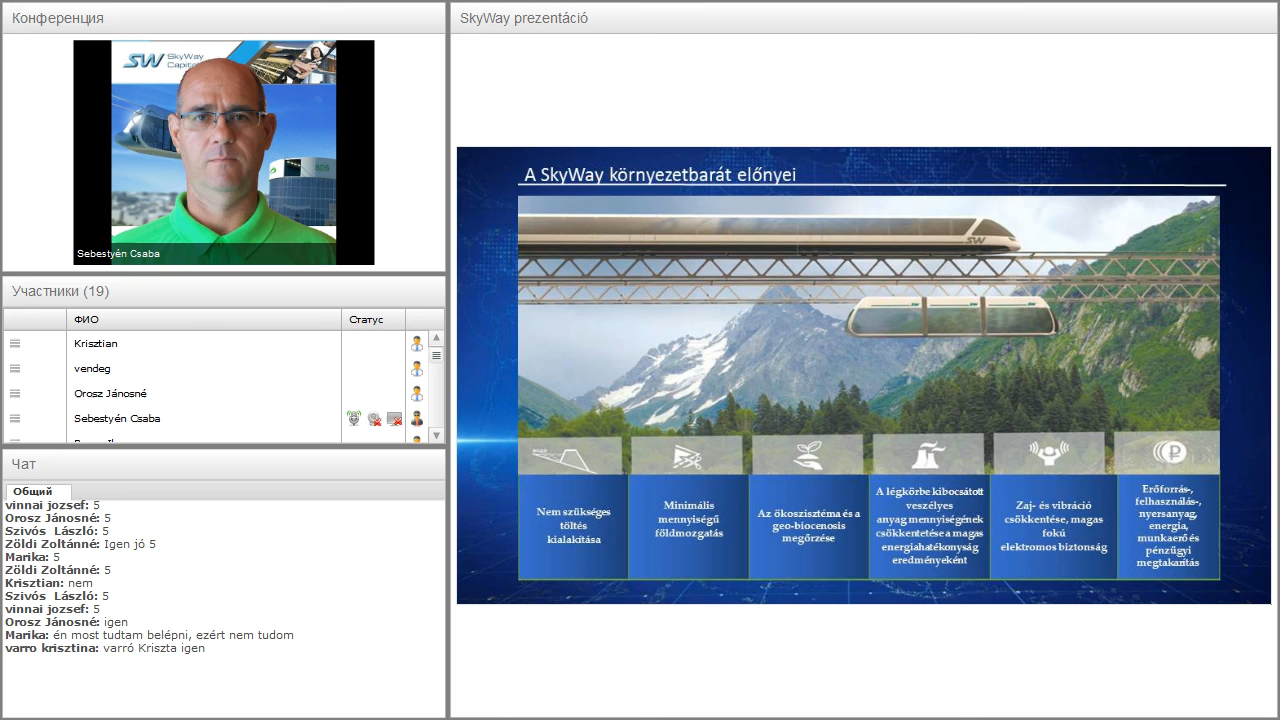 Конференция
SW SkyWay
Capital
Sebestyén Csaba
Участники (19)
ФИО
Статус
Krisztian
vendeg
Orosz Jánosné
Sebestyén Csaba
Чат
Общий
vinnai jozsef: 5
Orosz Jánosné: 5
Szivós László: 5
Zöldi Zoltánné: Igen jó 5
Marika: 5
Zöldi Zoltánné: 5
Krisztian: nem
Szivós László: 5
vinnai jozsef: 5
Orosz Jánosné: igen
Marika: én most tudtam belépni, ezért nem tudom
varro krisztina: varró Kriszta igen
SkyWay prezentáció
A SkyWay környezetbarát előnyei
SW
Nem szükséges
töltés
kialakítása
Minimális
mennyiségű
földmozgatás
Az ökoszisztéma és a
geo-biocenosis
megőrzése
A légkörbe kibocsátott
veszélyes
anyag mennyiségének
csökkentetése a magas
energiahatékonyság
eredményeként
Zaj- és vibráció
csökkentése, magas
fokú
elektromos biztonság
Erőforrás-,
felhasználás-,
nyersanyag,
energia,
munkaerő és
pénzügyi
megtakarítás